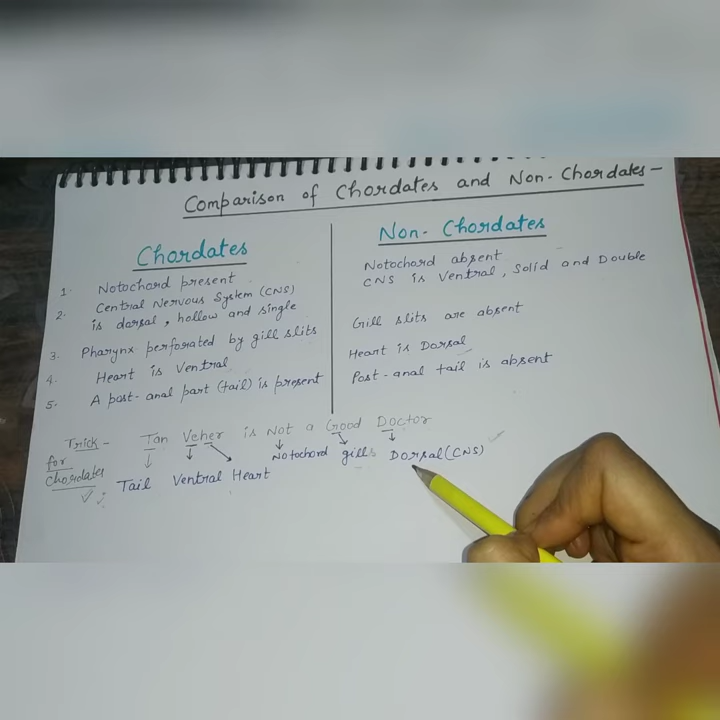 Comparison of Chordates and Non-Chordates -
Chordates
1. Notochord present
2. Central Nervous System (CNS)
is dorsal, hollow and single
3. Pharynx perforated by gill slits
4. Heart is Ventral
5. A post-anal part (tail) is present
Non-Chordates
Notochord absent
CNS is Ventral, Solid and Double
Gill slits are absent
Heart is Dorsal
Post-anal tail is absent
Trick - Tan Veher is Not a Good Doctor
for
Chordates
Tail Ventral Heart Notochord gills Dorsal (CNS)